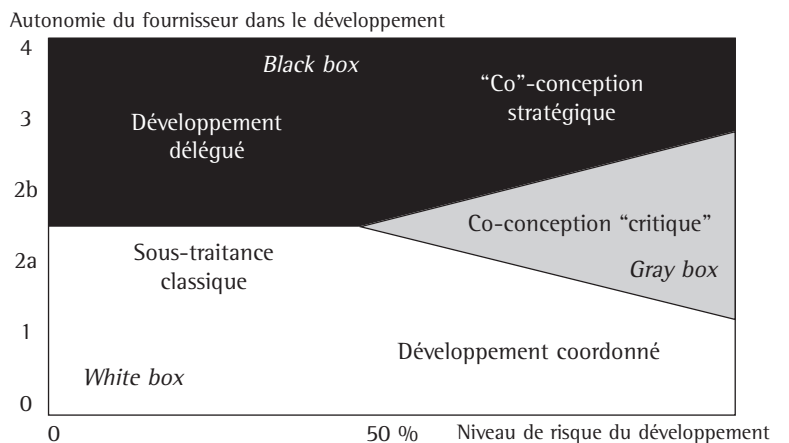 Autonomie du fournisseur dans le développement
4
Black box
“Co”-conception
stratégique
3
Développement
délégué
2b
Co-conception “critique”
Sous-traitance
classique
2a
Gray box
1
Développement coordonné
White box
0
0
50 %
Niveau de risque du développement